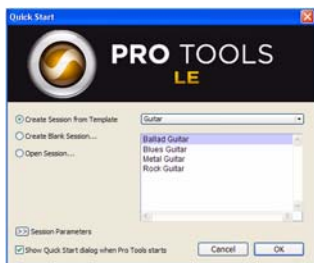 Quick Start
PRO TOOLS
LE
Create Session from Template
Guitar
Create Blank Session...
Open Session...
Ballad Guitar
Blues Guitar
Metal Guitar
Rock Guitar
>> Session Parameters
Show Quick Start dialog when Pro Tools starts
Cancel
OK